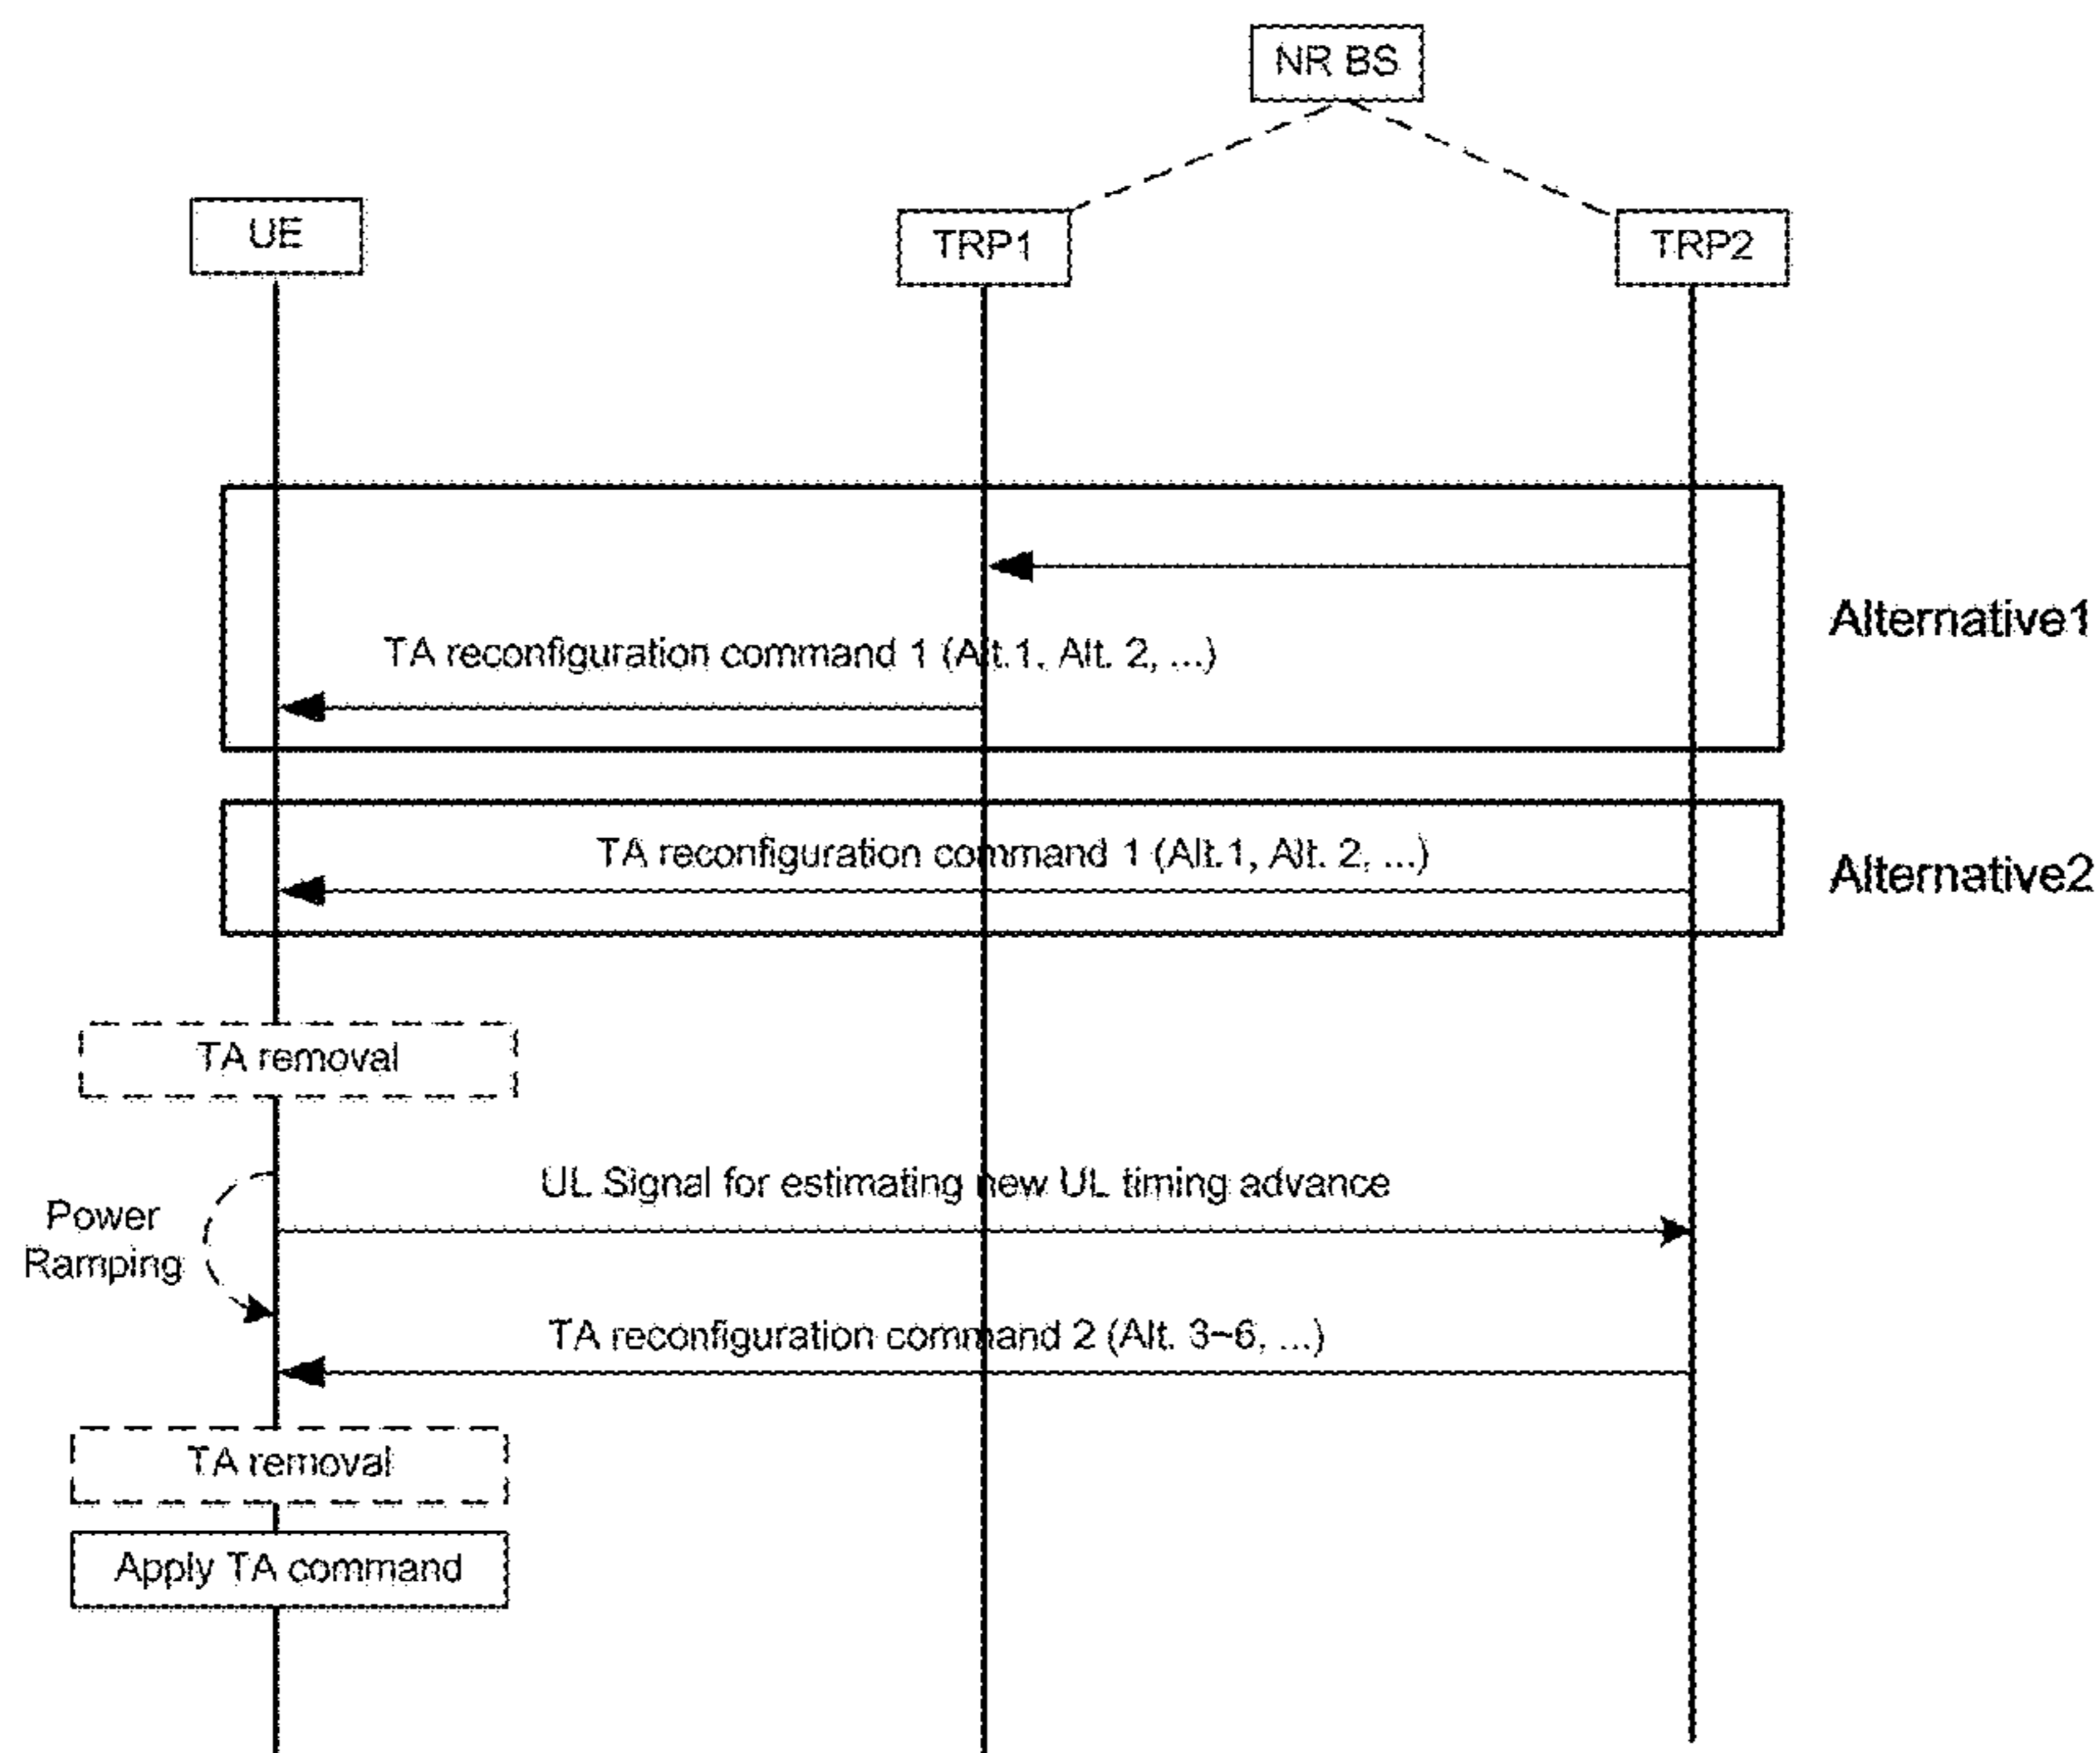 NR BS
UE
TRP1
TRP2
TA reconfiguration command 1 (Alt.1, Alt. 2, ...)
Alternative1
TA reconfiguration command 1 (Alt.1, Alt. 2, ...)
Alternative2
TA removal
UL Signal for estimating new UL timing advance
Power
Ramping
TA reconfiguration command 2 (Alt. 3~6, ...)
TA removal
Apply TA command